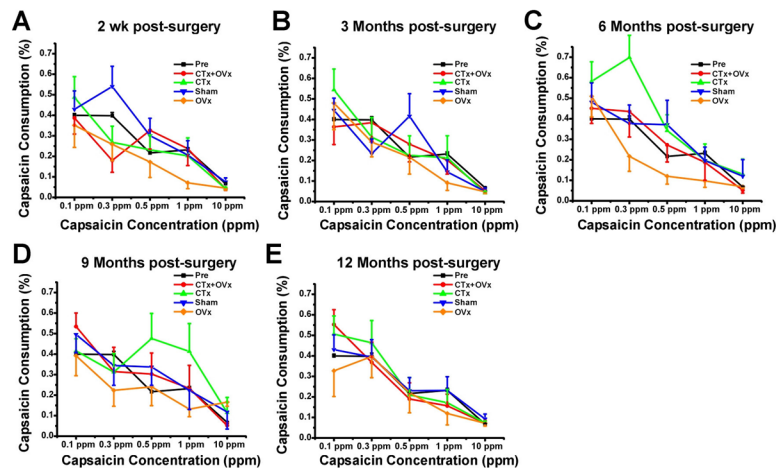 A
2 wk post-surgery
Capsaicin Consumption (%)
0.7
0.6
0.5
0.4
0.3
0.2
0.1
0.0
Pre
CTx+OVx
CTx
Sham
OVx
0.1 ppm 0.3 ppm 0.5 ppm 1 ppm 10 ppm
Capsaicin Concentration (ppm)
B
3 Months post-surgery
Capsaicin Consumption (%)
0.7
0.6
0.5
0.4
0.3
0.2
0.1
0.0
Pre
CTx+OVx
CTx
Sham
OVx
0.1 ppm 0.3 ppm 0.5 ppm 1 ppm 10 ppm
Capsaicin Concentration (ppm)
C
6 Months post-surgery
Capsaicin Consumption (%)
0.7
0.6
0.5
0.4
0.3
0.2
0.1
0.0
Pre
CTx+OVx
CTx
Sham
OVx
0.1 ppm 0.3 ppm 0.5 ppm 1 ppm 10 ppm
Capsaicin Concentration (ppm)
D
9 Months post-surgery
Capsaicin Consumption (%)
0.7
0.6
0.5
0.4
0.3
0.2
0.1
0.0
Pre
CTx+OVx
CTx
Sham
OVx
0.1 ppm 0.3 ppm 0.5 ppm 1 ppm 10 ppm
Capsaicin Concentration (ppm)
E
12 Months post-surgery
Capsaicin Consumption (%)
0.7
0.6
0.5
0.4
0.3
0.2
0.1
0.0
Pre
CTx+OVx
CTx
Sham
OVx
0.1 ppm 0.3 ppm 0.5 ppm 1 ppm 10 ppm
Capsaicin Concentration (ppm)